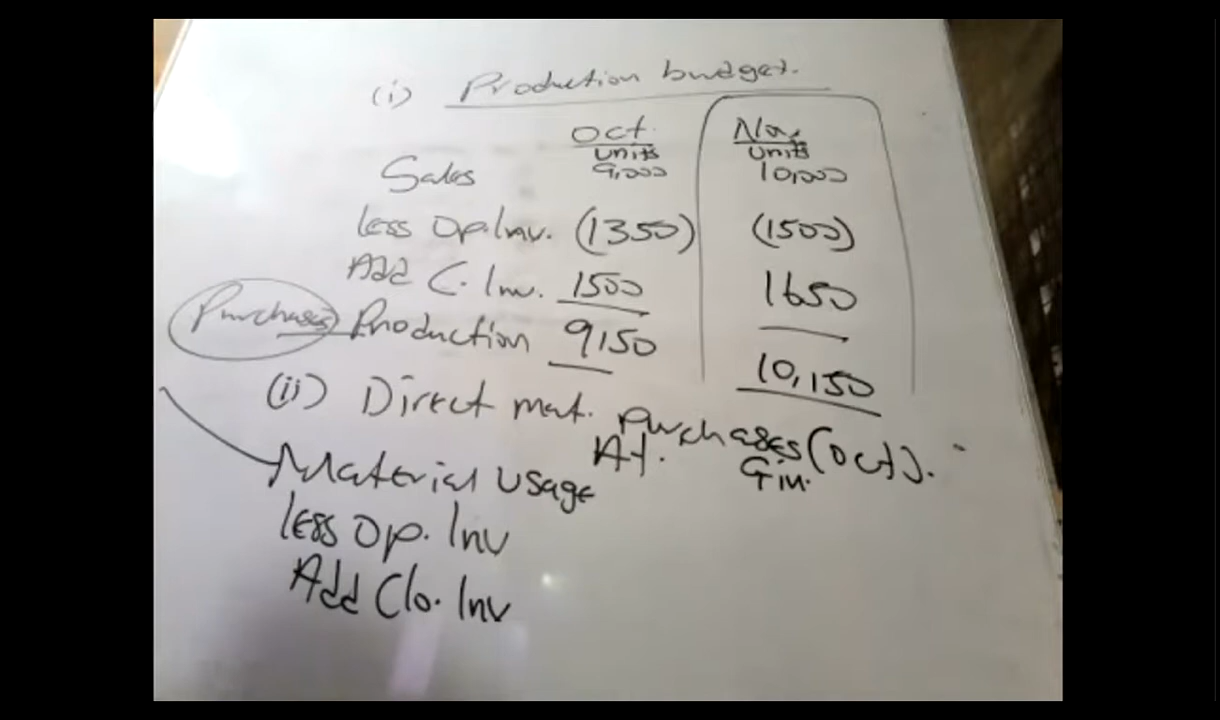 (i) Production budget.
Oct. Nov
units units
Sales 9,000 10,000
less Op. Inv. (1350) (1500)
Add C. Inv. 1500 1650
Purchases Production 9150 10,150
(ii) Direct mat. Purchases (Oct).
At. Gin.
Material Usage
less Op. Inv
Add Clo. Inv